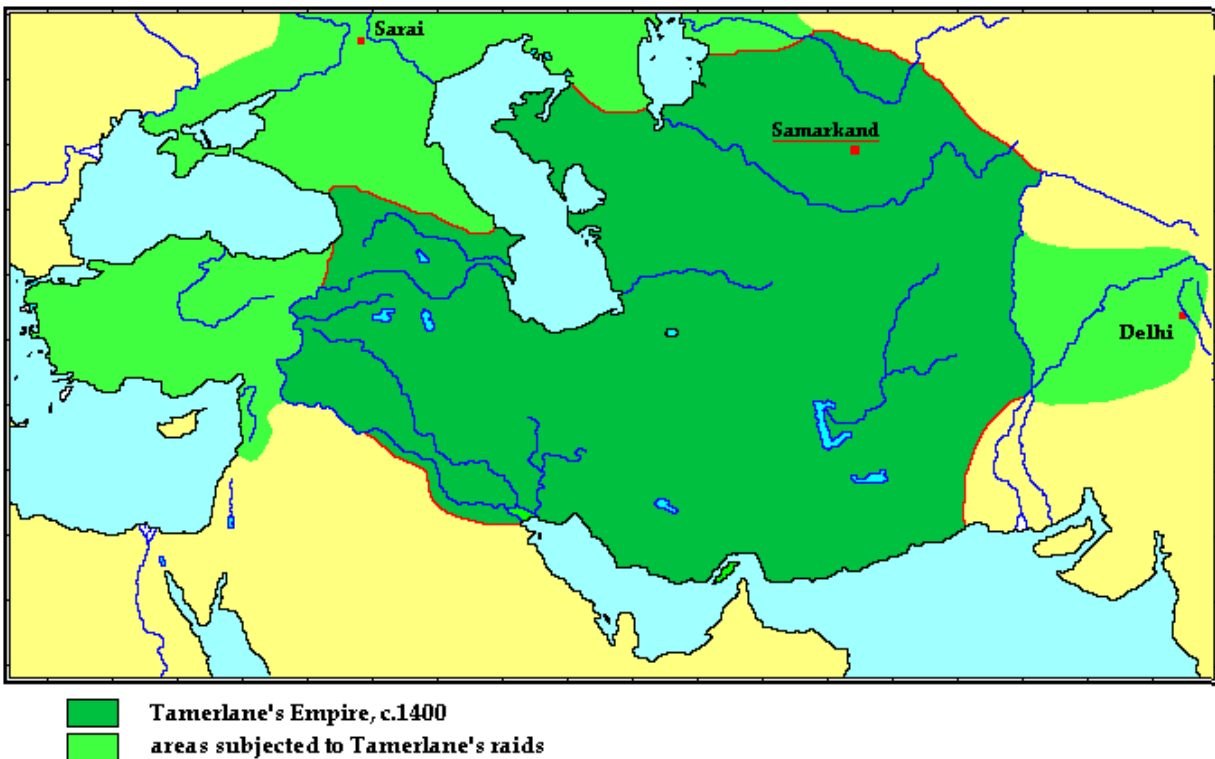 Sarai
Samarkand
Delhi
Tamerlane's Empire, c.1400
areas subjected to Tamerlane's raids